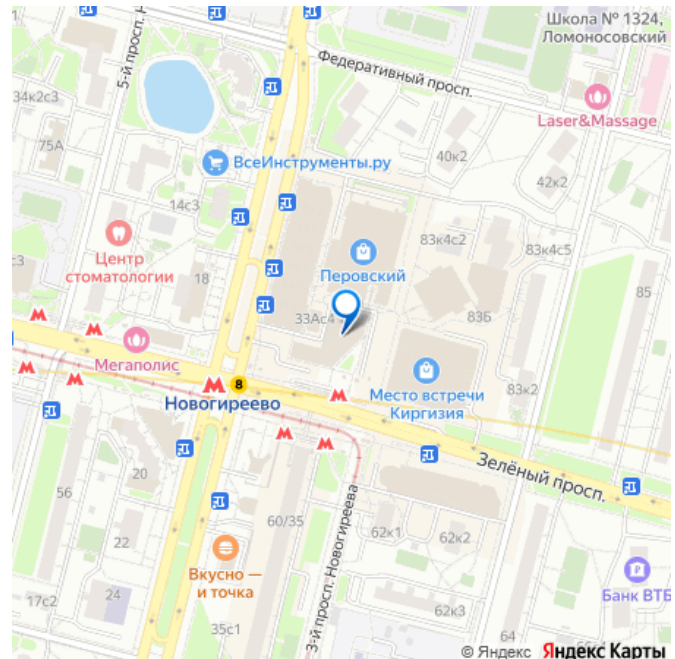 Школа № 1324,
Ломоносовский
5-й просп. Н
Федеративный просп.
34к2с3
Laser&Massage
75А
ВсеИнструменты.ру
40к2
42к2
14с3
83к4с2
83к4с5
с3
Центр
стоматологии
18
Перовский
85
33Ас4
83Б
Мегаполис
8
Новогиреево
Место встречи
Киргизия
83к2
Зелёный просп.
20
56
60/35
3-й просп. Новогиреева
62к1
62к2
22
Вкусно —
и точка
Банк ВТБ
17с2
24
62к3
35с1
64
© Яндекс Яндекс Карты